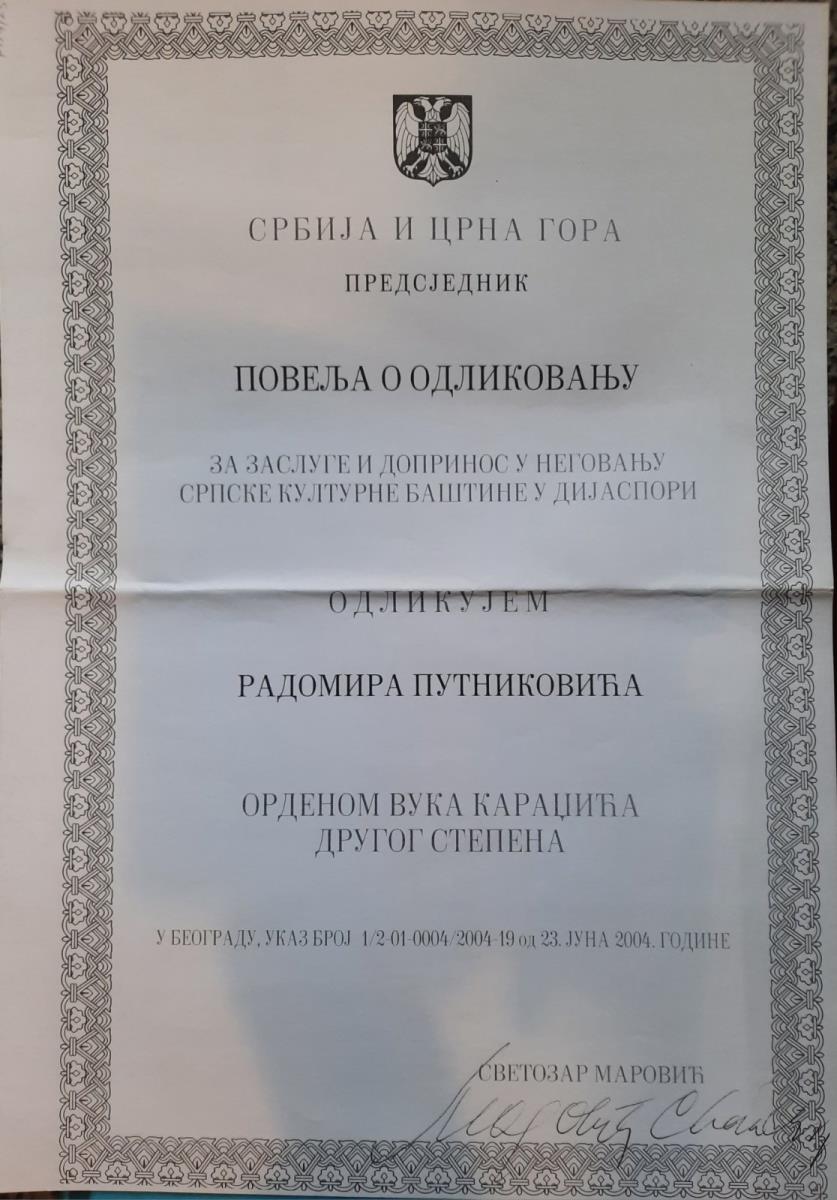 СРБИЈА И ЦРНА ГОРА
ПРЕДСЈЕДНИК
ПОВЕЉА О ОДЛИКОВАЊУ
ЗА ЗАСЛУГЕ И ДОПРИНОС У НЕГОВАЊУ
СРПСКЕ КУЛТУРНЕ БАШТИНЕ У ДИЈАСПОРИ
ОДЛИКУЈЕМ
РАДОМИРА ПУТНИКОВИЋА
ОРДЕНОМ ВУКА КАРАЏИЋА
ДРУГОГ СТЕПЕНА
У БЕОГРАДУ, УКАЗ БРОЈ 1/2-01-0004/2004-19 од 23. ЈУНА 2004. ГОДИНЕ
СВЕТОЗАР МАРОВИЋ